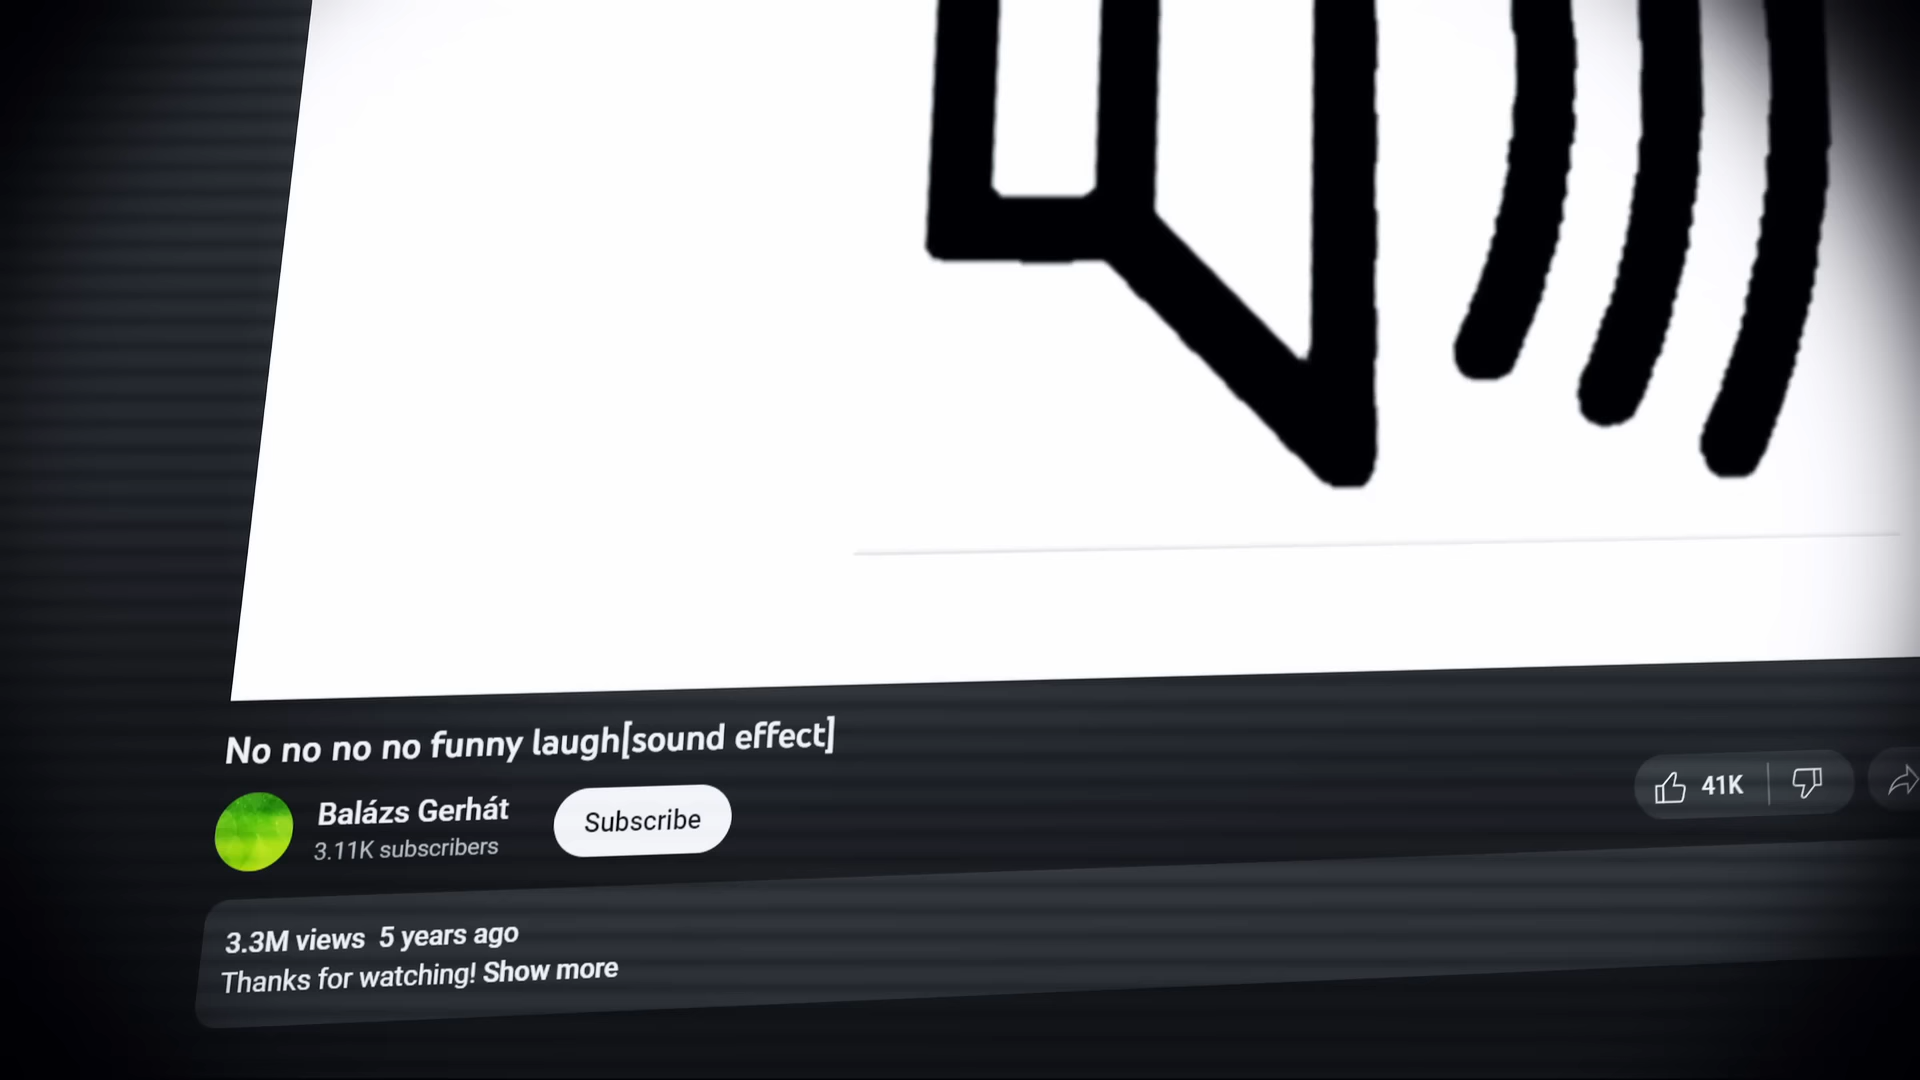 No no no no funny laugh[sound effect]
Balázs Gerhát
3.11K subscribers
Subscribe
41K
3.3M views 5 years ago
Thanks for watching! Show more